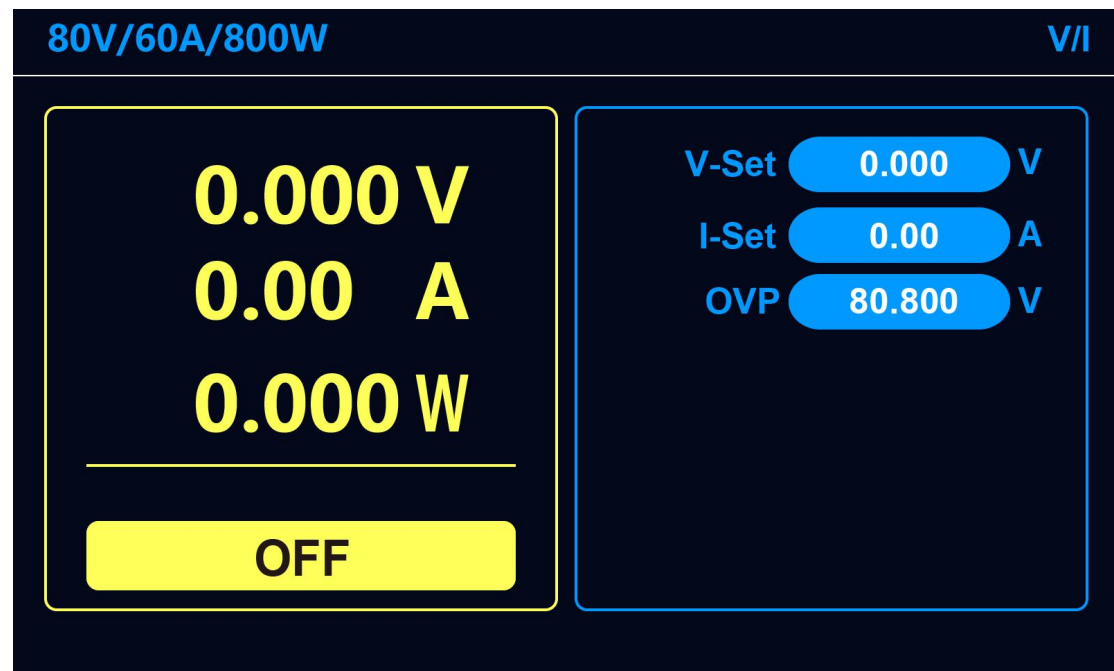 80V/60A/800W V/I
0.000 V
0.00 A
0.000 W
OFF
V-Set 0.000 V
I-Set 0.00 A
OVP 80.800 V